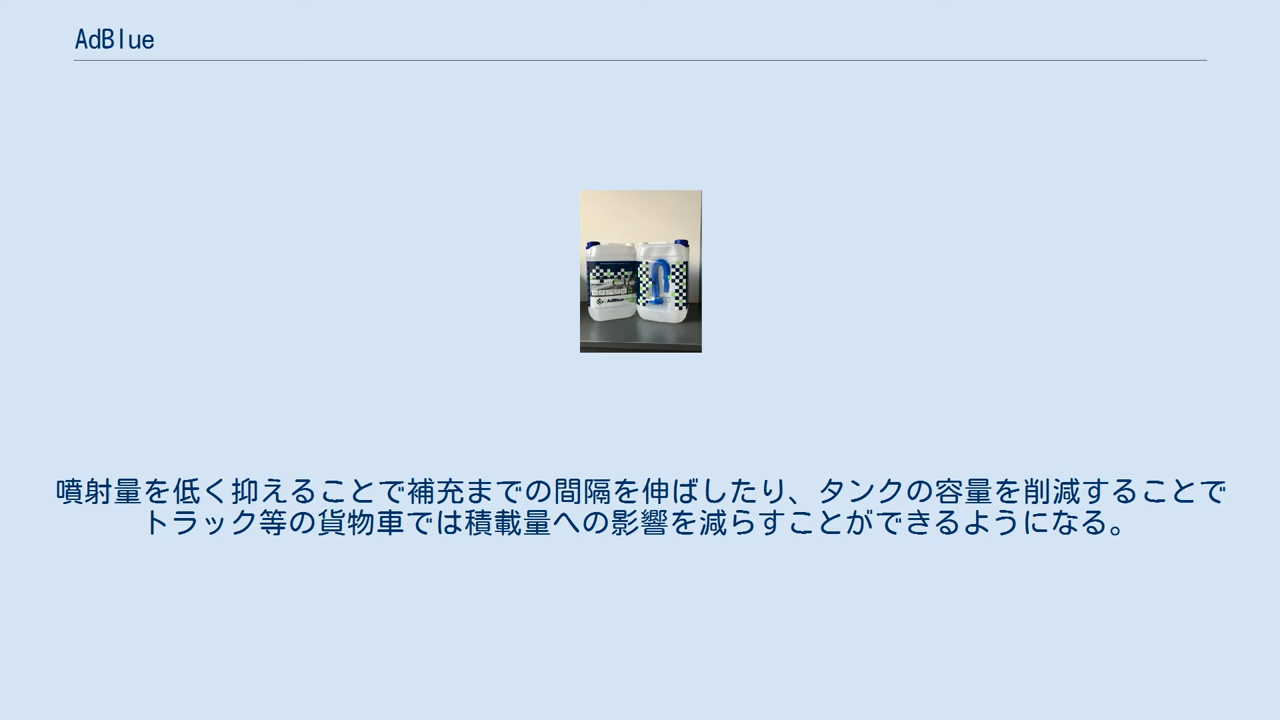 AdBlue
噴射量を低く抑えることで補充までの間隔を伸ばしたり、タンクの容量を削減することで
トラック等の貨物車では積載量への影響を減らすことができるようになる。